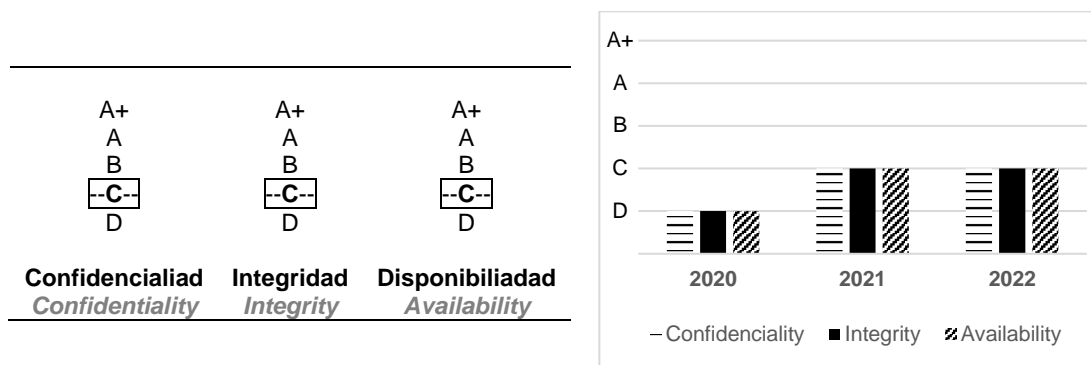 A+ A+ A+
A A A
B B B
--C-- --C-- --C--
D D D
Confidencialiad Integridad Disponibiliadad
Confidentiality Integrity Availability
A+
A
B
C
D
2020 2021 2022
Confidenciality Integrity Availability